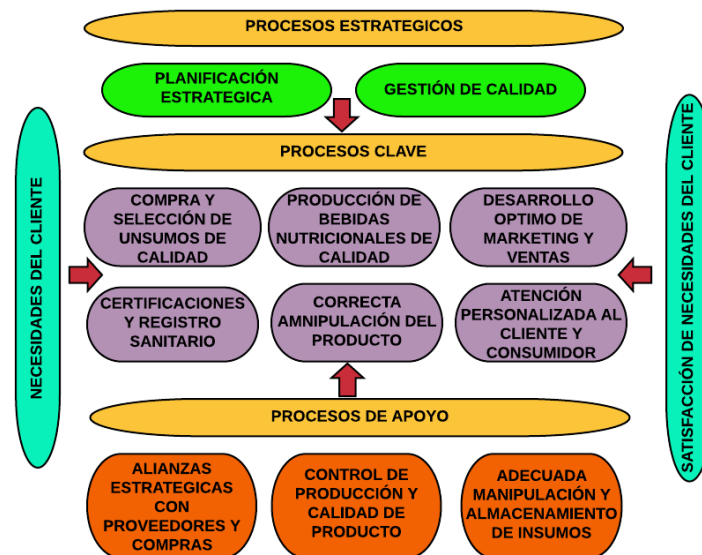 PROCESOS ESTRATEGICOS
PLANIFICACIÓN
ESTRATEGICA
GESTIÓN DE CALIDAD
PROCESOS CLAVE
NECESIDADES DEL CLIENTE
COMPRA Y
SELECCIÓN DE
UNSUMOS DE
CALIDAD
PRODUCCIÓN DE
BEBIDAS
NUTRICIONALES DE
CALIDAD
DESARROLLO
OPTIMO DE
MARKETING Y
VENTAS
CERTIFICACIONES
Y REGISTRO
SANITARIO
CORRECTA
AMNIPULACIÓN DEL
PRODUCTO
ATENCIÓN
PERSONALIZADA AL
CLIENTE Y
CONSUMIDOR
SATISFACCIÓN DE NECESIDADES DEL CLIENTE
PROCESOS DE APOYO
ALIANZAS
ESTRATEGICAS
CON
PROVEEDORES Y
COMPRAS
CONTROL DE
PRODUCCIÓN Y
CALIDAD DE
PRODUCTO
ADECUADA
MANIPULACIÓN Y
ALMACENAMIENTO
DE INSUMOS